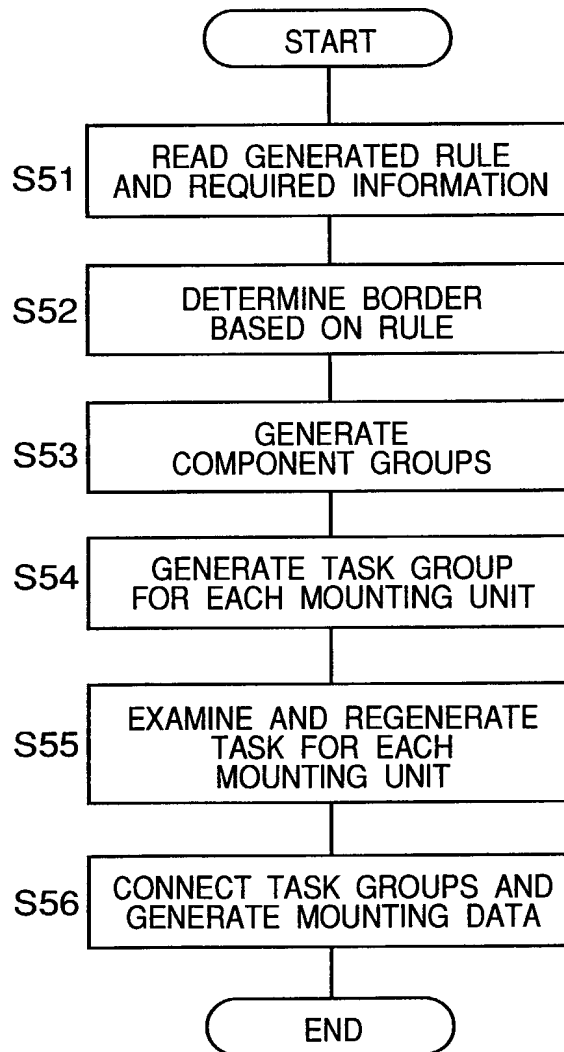 START
S51
READ GENERATED RULE
AND REQUIRED INFORMATION
S52
DETERMINE BORDER
BASED ON RULE
S53
GENERATE
COMPONENT GROUPS
S54
GENERATE TASK GROUP
FOR EACH MOUNTING UNIT
S55
EXAMINE AND REGENERATE
TASK FOR EACH
MOUNTING UNIT
S56
CONNECT TASK GROUPS AND
GENERATE MOUNTING DATA
END